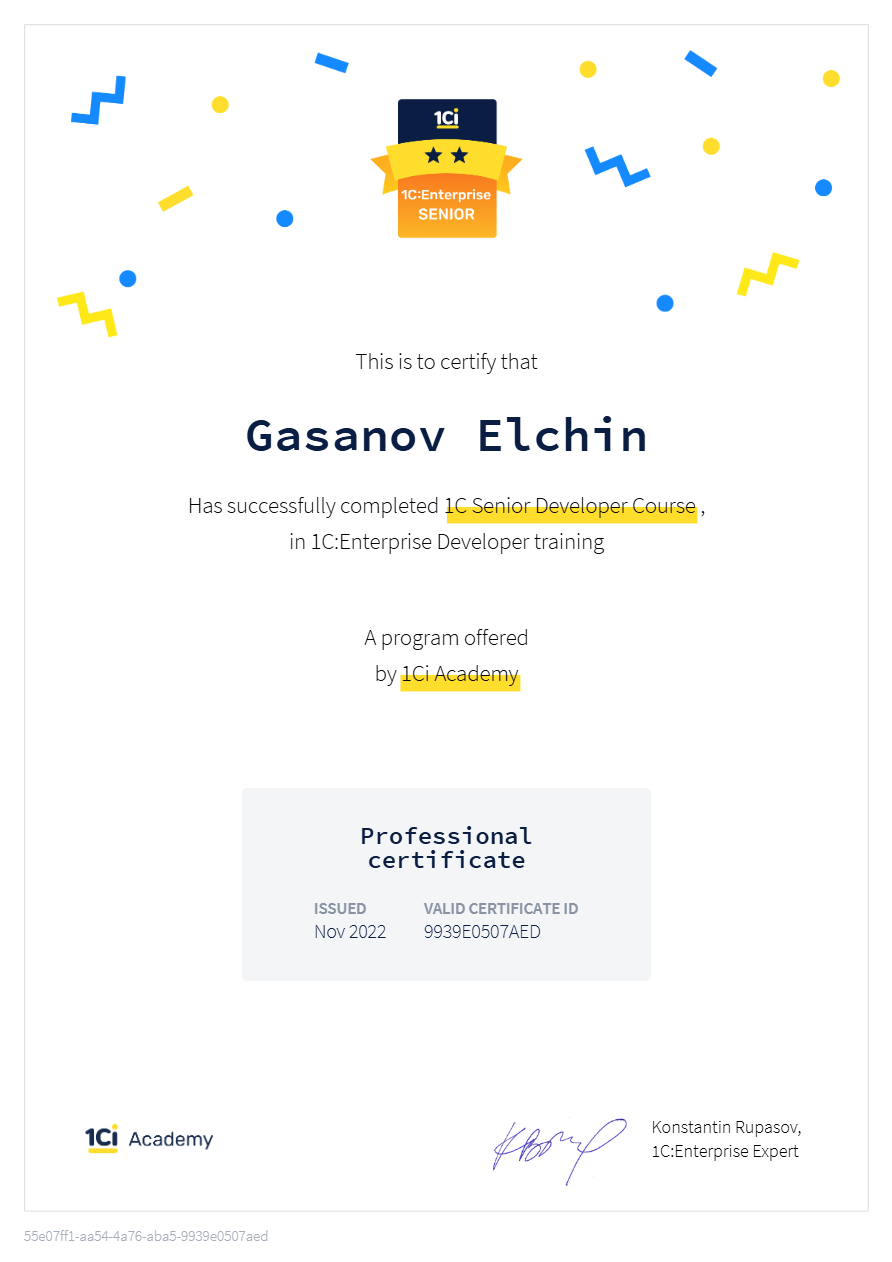 1Ci
1C:Enterprise
SENIOR
This is to certify that
Gasanov Elchin
Has successfully completed 1C Senior Developer Course ,
in 1C:Enterprise Developer training
A program offered
by 1Ci Academy
Professional
certificate
ISSUED VALID CERTIFICATE ID
Nov 2022 9939E0507AED
1Ci Academy
Konstantin Rupasov,
1C:Enterprise Expert
55e07ff1-aa54-4a76-aba5-9939e0507aed